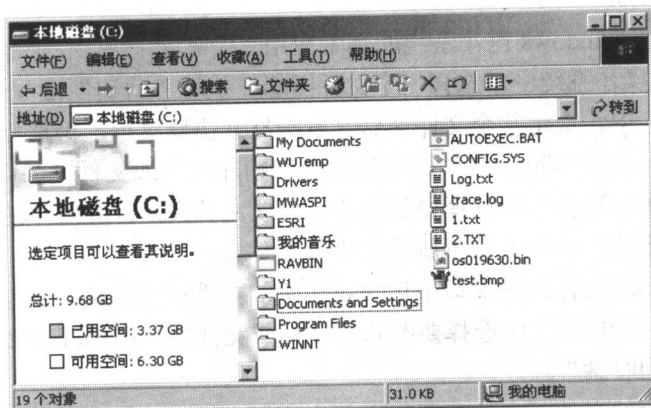 本地磁盘 (C:)
文件(F) 编辑(E) 查看(V) 收藏(A) 工具(T) 帮助(H)
后退 搜索 文件夹
地址(D) 本地磁盘 (C:) 转到
本地磁盘 (C:)
选定项目可以查看其说明。
总计: 9.68 GB
已用空间: 3.37 GB
可用空间: 6.30 GB
My Documents
WUTemp
Drivers
MWASPI
ESRI
我的音乐
RAVBIN
Y1
Documents and Settings
Program Files
WINNT
AUTOEXEC.BAT
CONFIG.SYS
Log.txt
trace.log
1.txt
2.TXT
os019630.bin
test.bmp
19 个对象 31.0 KB 我的电脑